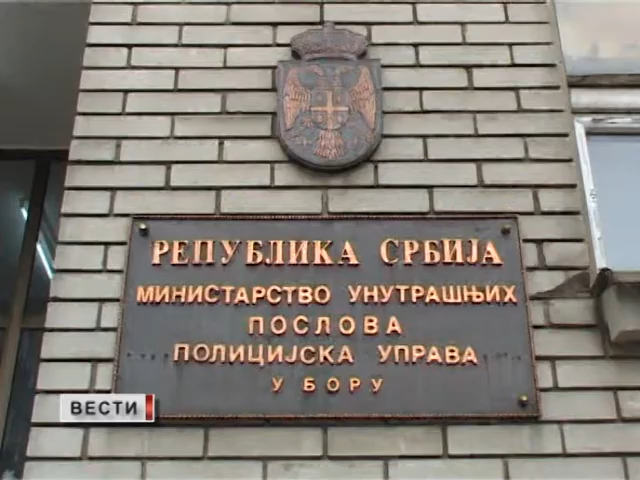 РЕПУБЛИКА СРБИЈА
МИНИСТАРСТВО УНУТРАШЊИХ
ПОСЛОВА
ПОЛИЦИЈСКА УПРАВА
У БОРУ
ВЕСТИ